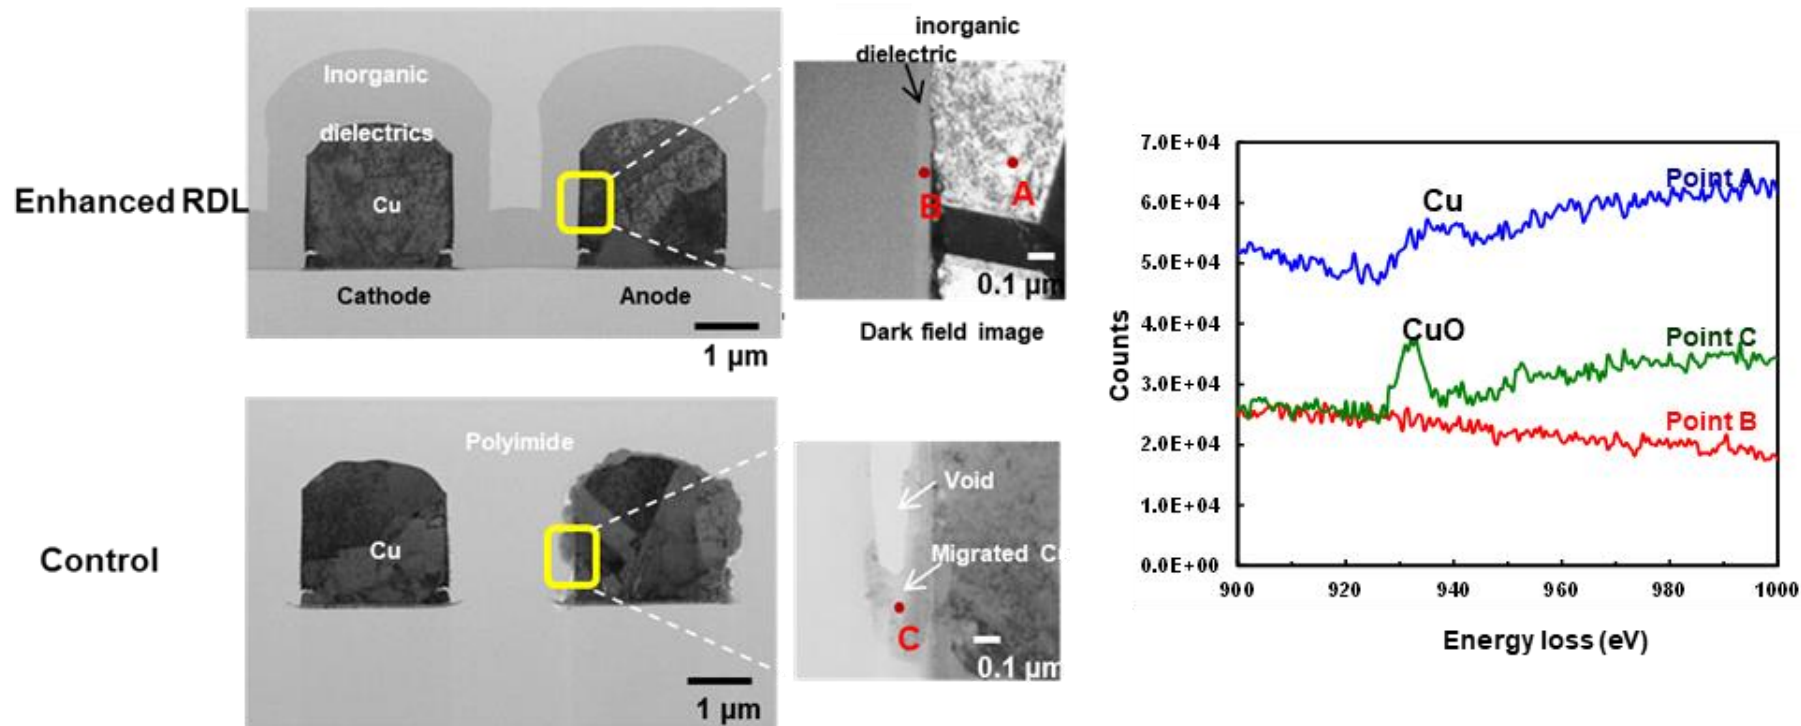 Enhanced RDL
Inorganic
dielectrics
Cu
Cathode
Anode
1 μm
inorganic
dielectric
B
A
0.1 μm
Dark field image
Control
Polyimide
Cu
1 μm
Void
Migrated Cu
C
0.1 μm
Counts
7.0E+04
6.0E+04
5.0E+04
4.0E+04
3.0E+04
2.0E+04
1.0E+04
0.0E+00
Point A
Cu
CuO
Point C
Point B
900 920 940 960 980 1000
Energy loss (eV)